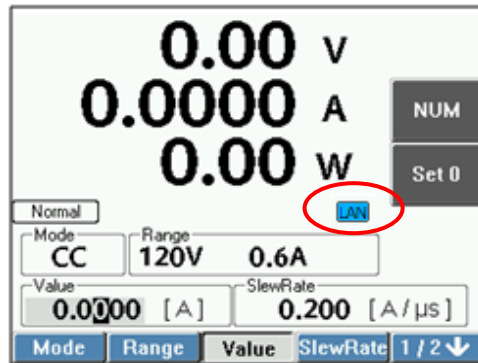 0.00 V
0.0000 A
0.00 W
NUM
Set 0
Normal
LAN
Mode
CC
Range
120V 0.6A
Value
0.0000 [A]
SlewRate
0.200 [A/μs]
Mode Range Value SlewRate 1/2↓